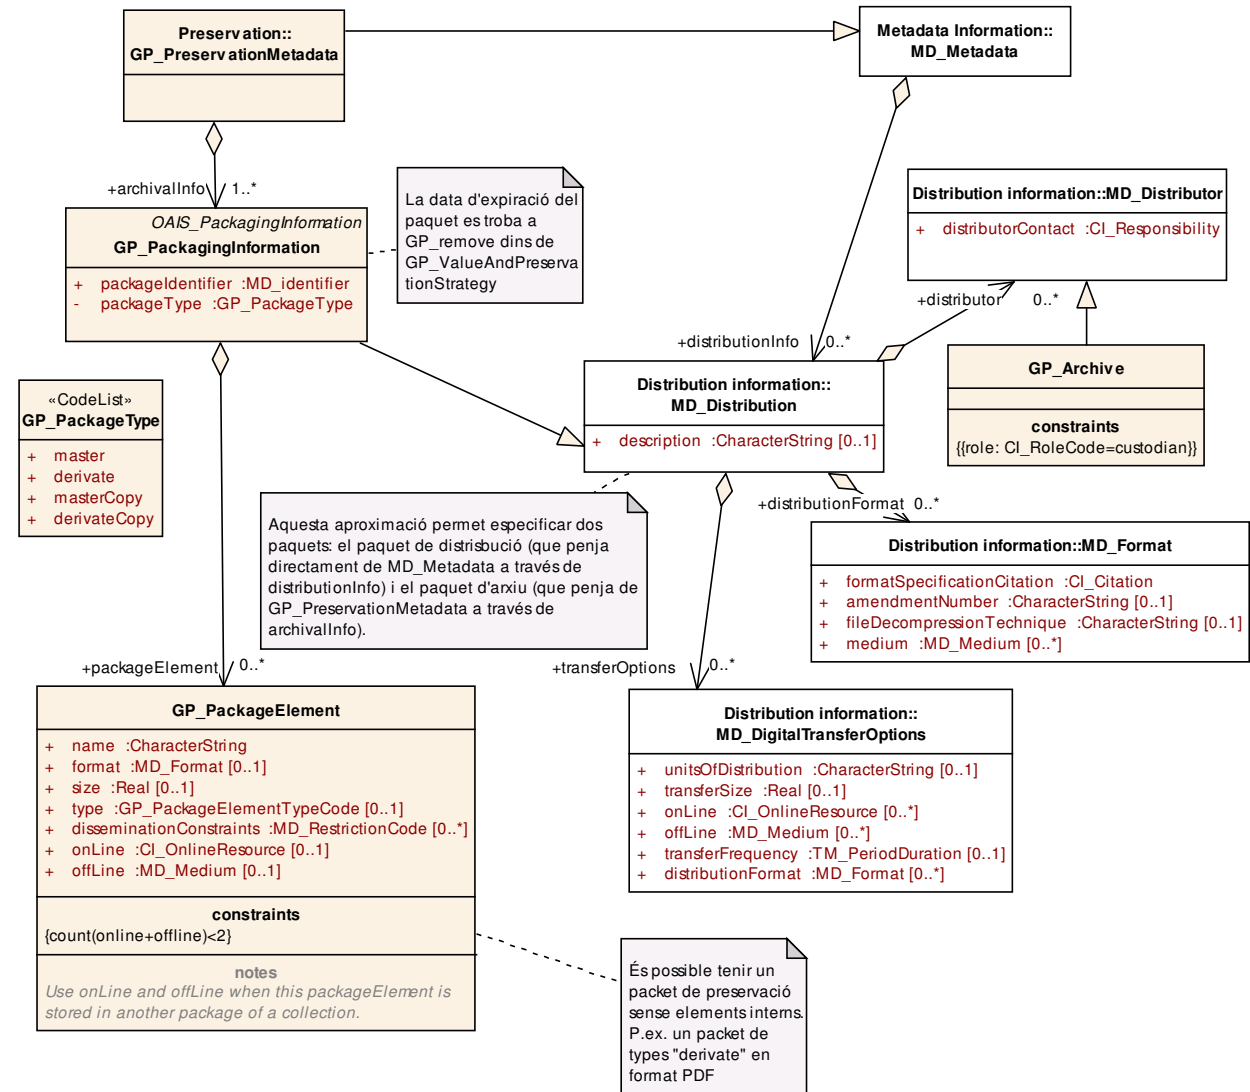 Preservation::
GP_PreservationMetadata
Metadata Information::
MD_Metadata
+archivalInfo
1..*
La data d'expiració del
paquet es troba a
GP_remove dins de
GP_ValueAndPreserva
tionStrategy
OAIS_PackagingInformation
GP_PackagingInformation
+ packageIdentifier :MD_identifier
- packageType :GP_PackageType
Distribution information::MD_Distributor
+ distributorContact :CI_Responsibility
+distributor
0..*
+distributionInfo
0..*
GP_Archive
constraints
{{role: CI_RoleCode=custodian}}
Distribution information::
MD_Distribution
+ description :CharacterString [0..1]
«CodeList»
GP_PackageType
+ master
+ derivate
+ masterCopy
+ derivateCopy
+distributionFormat 0..*
Aquesta aproximació permet especificar dos
paquets: el paquet de distrisbució (que penja
directament de MD_Metadata a través de
distributionInfo) i el paquet d'arxiu (que penja de
GP_PreservationMetadata a través de
archivalInfo).
Distribution information::MD_Format
+ formatSpecificationCitation :CI_Citation
+ amendmentNumber :CharacterString [0..1]
+ fileDecompressionTechnique :CharacterString [0..1]
+ medium :MD_Medium [0..*]
+packageElement
0..*
+transferOptions
0..*
GP_PackageElement
+ name :CharacterString
+ format :MD_Format [0..1]
+ size :Real [0..1]
+ type :GP_PackageElementTypeCode [0..1]
+ disseminationConstraints :MD_RestrictionCode [0..*]
+ onLine :CI_OnlineResource [0..1]
+ offLine :MD_Medium [0..1]
constraints
{count(online+offline)<2}
notes
Use onLine and offLine when this packageElement is
stored in another package of a collection.
Distribution information::
MD_DigitalTransferOptions
+ unitsOfDistribution :CharacterString [0..1]
+ transferSize :Real [0..1]
+ onLine :CI_OnlineResource [0..*]
+ offLine :MD_Medium [0..*]
+ transferFrequency :TM_PeriodDuration [0..1]
+ distributionFormat :MD_Format [0..*]
És possible tenir un
packet de preservació
sense elements interns.
P.ex. un packet de
types "derivate" en
format PDF